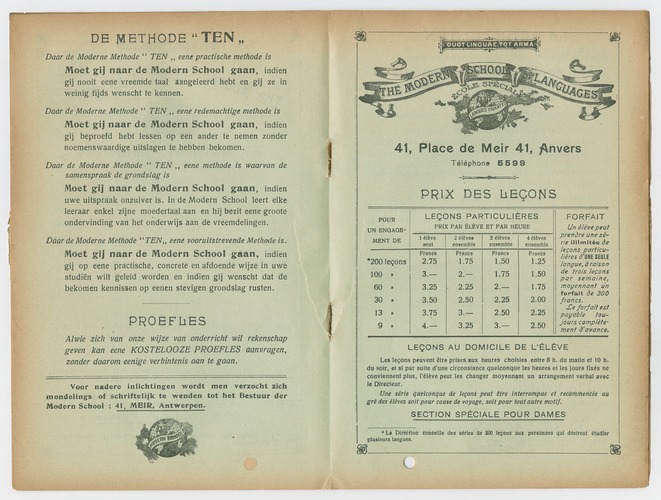 DE METHODE “TEN„
Daar de Moderne Methode “ TEN „ eene practische methode is
Moet gij naar de Modern School gaan, indien
gij nooit eene vreemde taal aangeleerd hebt en gij ze in
weinig tijds wenscht te kennen.
Daar de Moderne Methode “ TEN „ eene redemachtige methode is
Moet gij naar de Modern School gaan, indien
gij beproefd hebt lessen op een ander te nemen zonder
noemenswaardige uitslagen te hebben bekomen.
Daar de Moderne Methode “ TEN „ eene methode is waarvan de
samenspraak de grondslag is
Moet gij naar de Modern School gaan, indien
uwe uitspraak onzuiver is. In de Modern School leert elke
leeraar enkel zijne moedertaal aan en hij bezit eene groote
ondervinding van het onderwijs aan de vreemdelingen.
Daar de Moderne Methode “TEN„ eene vooruitstrevende Methode is.
Moet gij naar de Modern School gaan, indien
gij op eene practische, concrete en afdoende wijze in uwe
studiën wilt geleid worden en indien gij wenscht dat de
bekomen kennissen op eenen stevigen grondslag rusten.
PROEFLES
Alwie zich van onze wijze van onderricht wil rekenschap
geven kan eene KOSTELOOZE PROEFLES aanvragen,
zonder daarom eenige verbintenis aan te gaan.
Voor nadere inlichtingen wordt men verzocht zich
mondelings of schriftelijk te wenden tot het Bestuur der
Modern School : 41, MEIR, Antwerpen.
MODERN SCHOOL
QUOT LINGUÆ, TOT ARMA
THE MODERN SCHOOL OF LANGUAGES
ÉCOLE SPÉCIALE
41, Place de Meir 41, Anvers
Téléphone 5599
PRIX DES LEÇONS
POUR UN ENGAGEMENT DE
LEÇONS PARTICULIÈRES
PRIX PAR ÉLÈVE ET PAR HEURE
1 élève seul 2 élèves ensemble 3 élèves ensemble 4 élèves ensemble
Francs Francs Francs Francs
*200 leçons 2.75 1.75 1.50 1.25
100 » 3.— 2.— 1.75 1.50
60 » 3.25 2.25 2.— 1.75
30 » 3.50 2.50 2.25 2.00
13 » 3.75 3.— 2.50 2.25
9 » 4.— 3.25 3.— 2.50
FORFAIT
Un élève peut
prendre une sé-
rie illimitée de
leçons particu-
lières d'UNE SEULE
langue, à raison
de trois leçons
par semaine,
moyennant un
forfait de 300
francs.
Le forfait est
payable tou-
jours complète-
ment d'avance.
LEÇONS AU DOMICILE DE L'ÉLÈVE
Les leçons peuvent être prises aux heures choisies entre 8 h. du matin et 10 h.
du soir, et si par suite d'une circonstance quelconque les heures et les jours fixés ne
conviennent plus, l'élève peut les changer moyennant un arrangement verbal avec
le Directeur.
Une série quelconque de leçons peut être interrompue et recommencée au
gré des élèves soit pour cause de voyage, soit pour tout autre motif.
SECTION SPÉCIALE POUR DAMES
* La Direction conseille des séries de 200 leçons aux personnes qui désirent étudier
plusieurs langues.